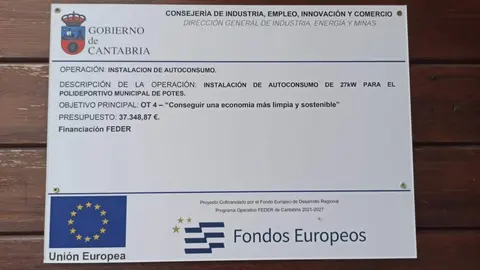 CONSEJERÍA DE INDUSTRIA, EMPLEO, INNOVACIÓN Y COMERCIO
DIRECCIÓN GENERAL DE INDUSTRIA, ENERGÍA Y MINAS
GOBIERNO
de
CANTABRIA
OPERACIÓN: INSTALACION DE AUTOCONSUMO.
DESCRIPCIÓN DE LA OPERACIÓN: INSTALACIÓN DE AUTOCONSUMO DE 27kW PARA EL
POLIDEPORTIVO MUNICIPAL DE POTES.
OBJETIVO PRINCIPAL: OT 4 – “Conseguir una economía más limpia y sostenible”
PRESUPUESTO: 37.348,87 €.
Financiación FEDER
Proyecto Cofinanciado por el Fondo Europeo de Desarrollo Regional
Programa Operativo FEDER de Cantabria 2021-2027
Fondos Europeos
Unión Europea